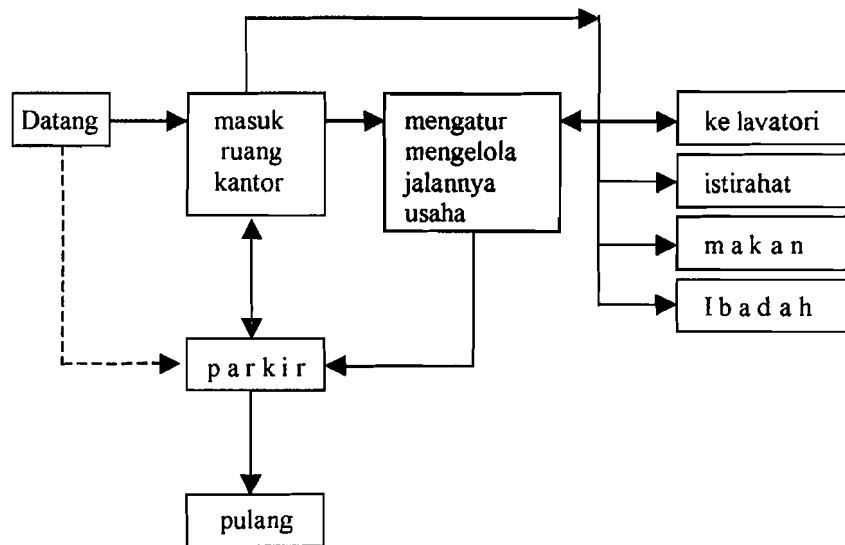 Datang
masuk
ruang
kantor
mengatur
mengelola
jalannya
usaha
ke lavatori
istirahat
m a k a n
I b a d a h
p a r k i r
pulang